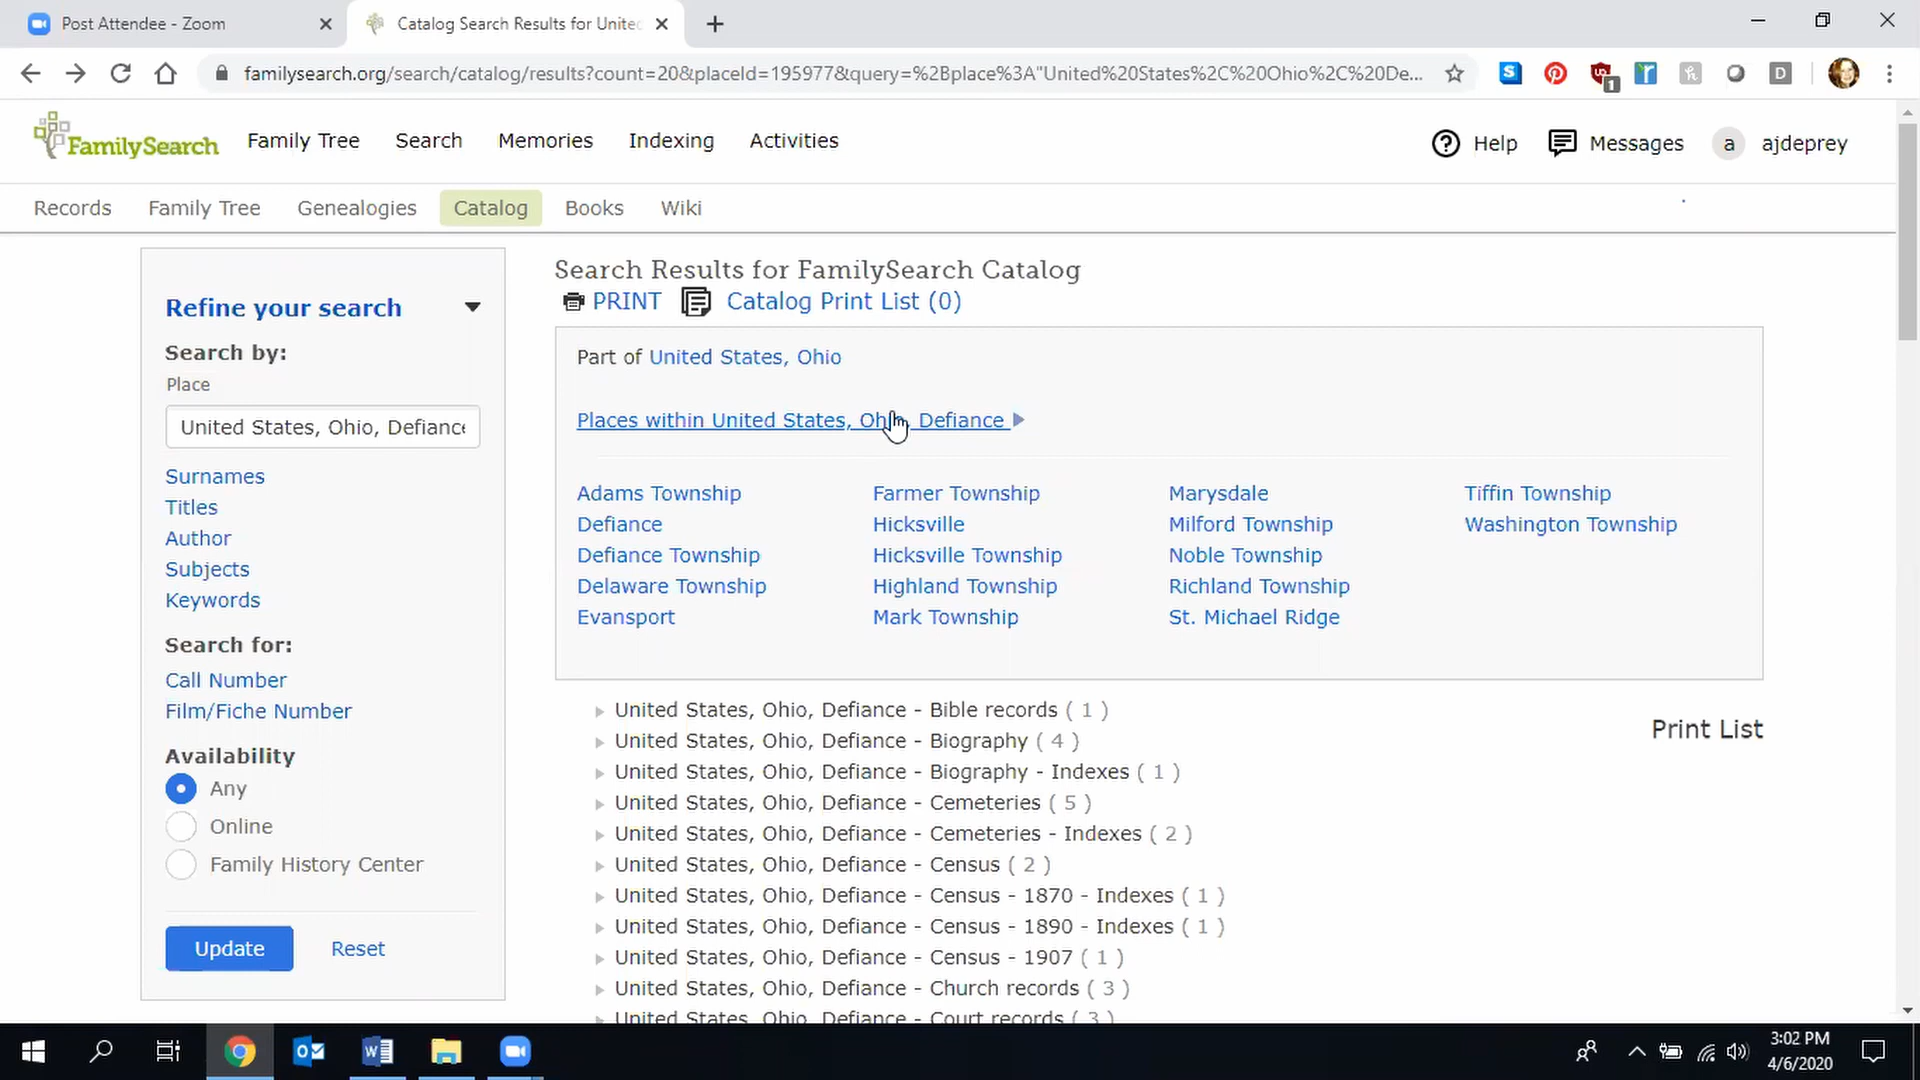 Post Attendee - Zoom
Catalog Search Results for Unite
familysearch.org/search/catalog/results?count=20&placeId=195977&query=%2Bplace%3A"United%20States%2C%20Ohio%2C%20De...
S
1
r
h
D
FamilySearch
Family Tree Search Memories Indexing Activities
Help Messages a ajdeprey
Records Family Tree Genealogies Catalog Books Wiki
Refine your search
Search by:
Place
United States, Ohio, Defiance
Surnames
Titles
Author
Subjects
Keywords
Search for:
Call Number
Film/Fiche Number
Availability
Any
Online
Family History Center
Update Reset
Search Results for FamilySearch Catalog
PRINT Catalog Print List (0)
Part of United States, Ohio
Places within United States, Ohio, Defiance
Adams Township Farmer Township Marysdale Tiffin Township
Defiance Hicksville Milford Township Washington Township
Defiance Township Hicksville Township Noble Township
Delaware Township Highland Township Richland Township
Evansport Mark Township St. Michael Ridge
United States, Ohio, Defiance - Bible records ( 1 )
United States, Ohio, Defiance - Biography ( 4 )
United States, Ohio, Defiance - Biography - Indexes ( 1 )
United States, Ohio, Defiance - Cemeteries ( 5 )
United States, Ohio, Defiance - Cemeteries - Indexes ( 2 )
United States, Ohio, Defiance - Census ( 2 )
United States, Ohio, Defiance - Census - 1870 - Indexes ( 1 )
United States, Ohio, Defiance - Census - 1890 - Indexes ( 1 )
United States, Ohio, Defiance - Census - 1907 ( 1 )
United States, Ohio, Defiance - Church records ( 3 )
United States, Ohio, Defiance - Court records ( 3 )
Print List
3:02 PM
4/6/2020